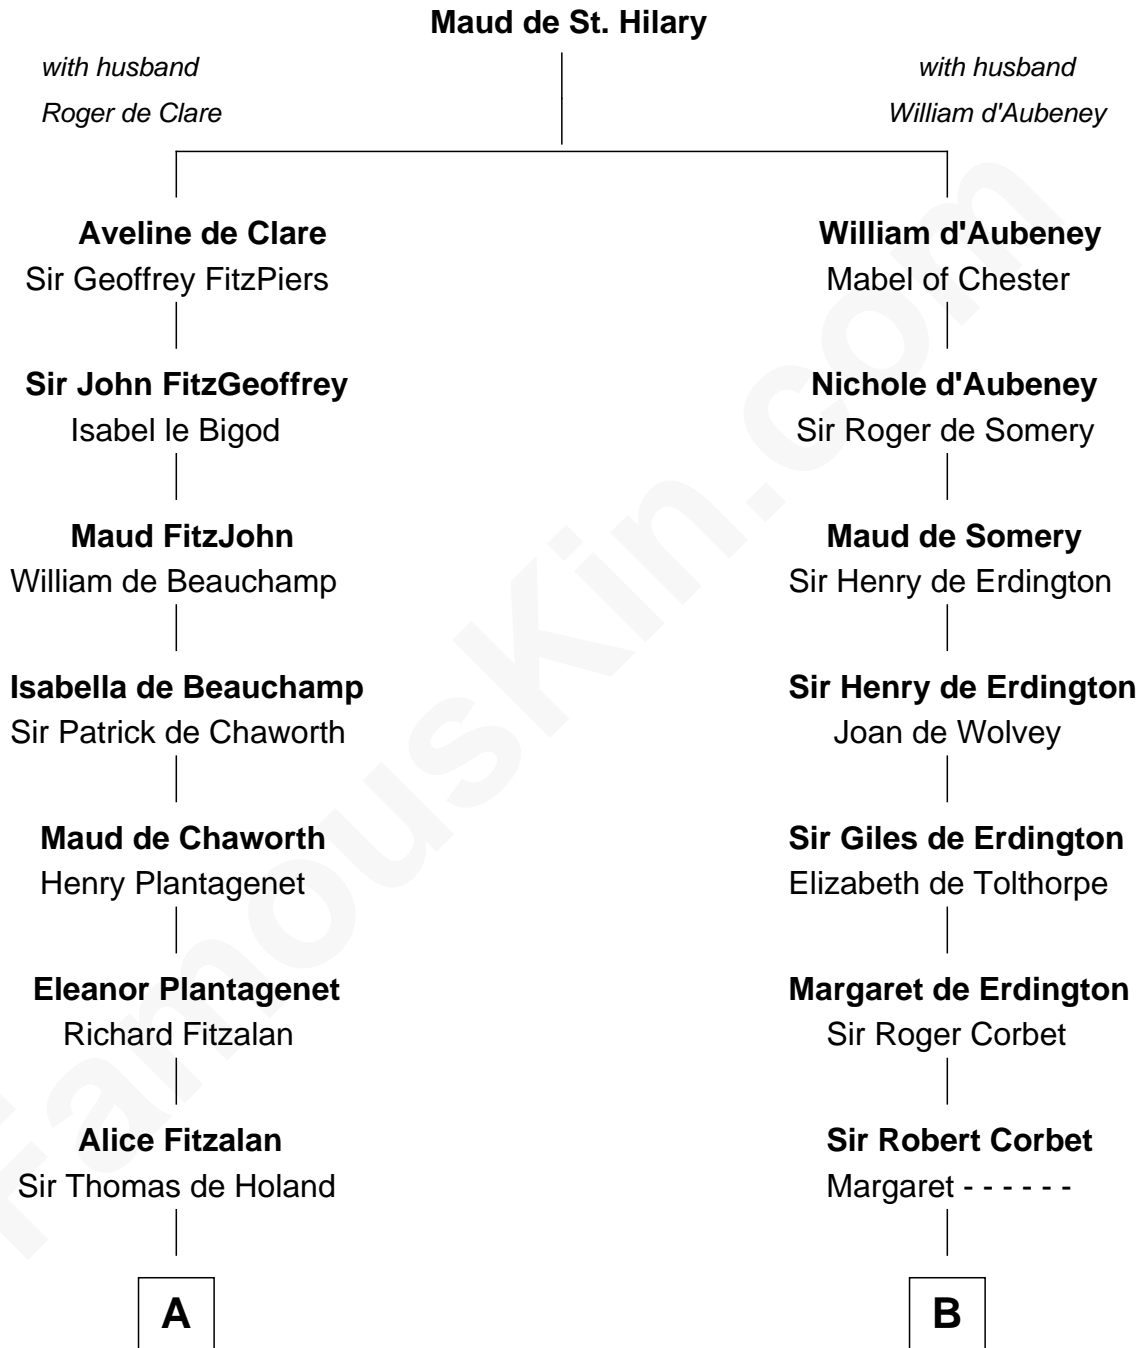 Maud de St. Hilary
with husband
Roger de Clare
with husband
William d'Aubeney
Aveline de Clare
Sir Geoffrey FitzPiers
Sir John FitzGeoffrey
Isabel le Bigod
Maud FitzJohn
William de Beauchamp
Isabella de Beauchamp
Sir Patrick de Chaworth
Maud de Chaworth
Henry Plantagenet
Eleanor Plantagenet
Richard Fitzalan
Alice Fitzalan
Sir Thomas de Holand
A
William d'Aubeney
Mabel of Chester
Nichole d'Aubeney
Sir Roger de Somery
Maud de Somery
Sir Henry de Erdington
Sir Henry de Erdington
Joan de Wolvey
Sir Giles de Erdington
Elizabeth de Tolthorpe
Margaret de Erdington
Sir Roger Corbet
Sir Robert Corbet
Margaret - - - - - -
B
FamousKin.com